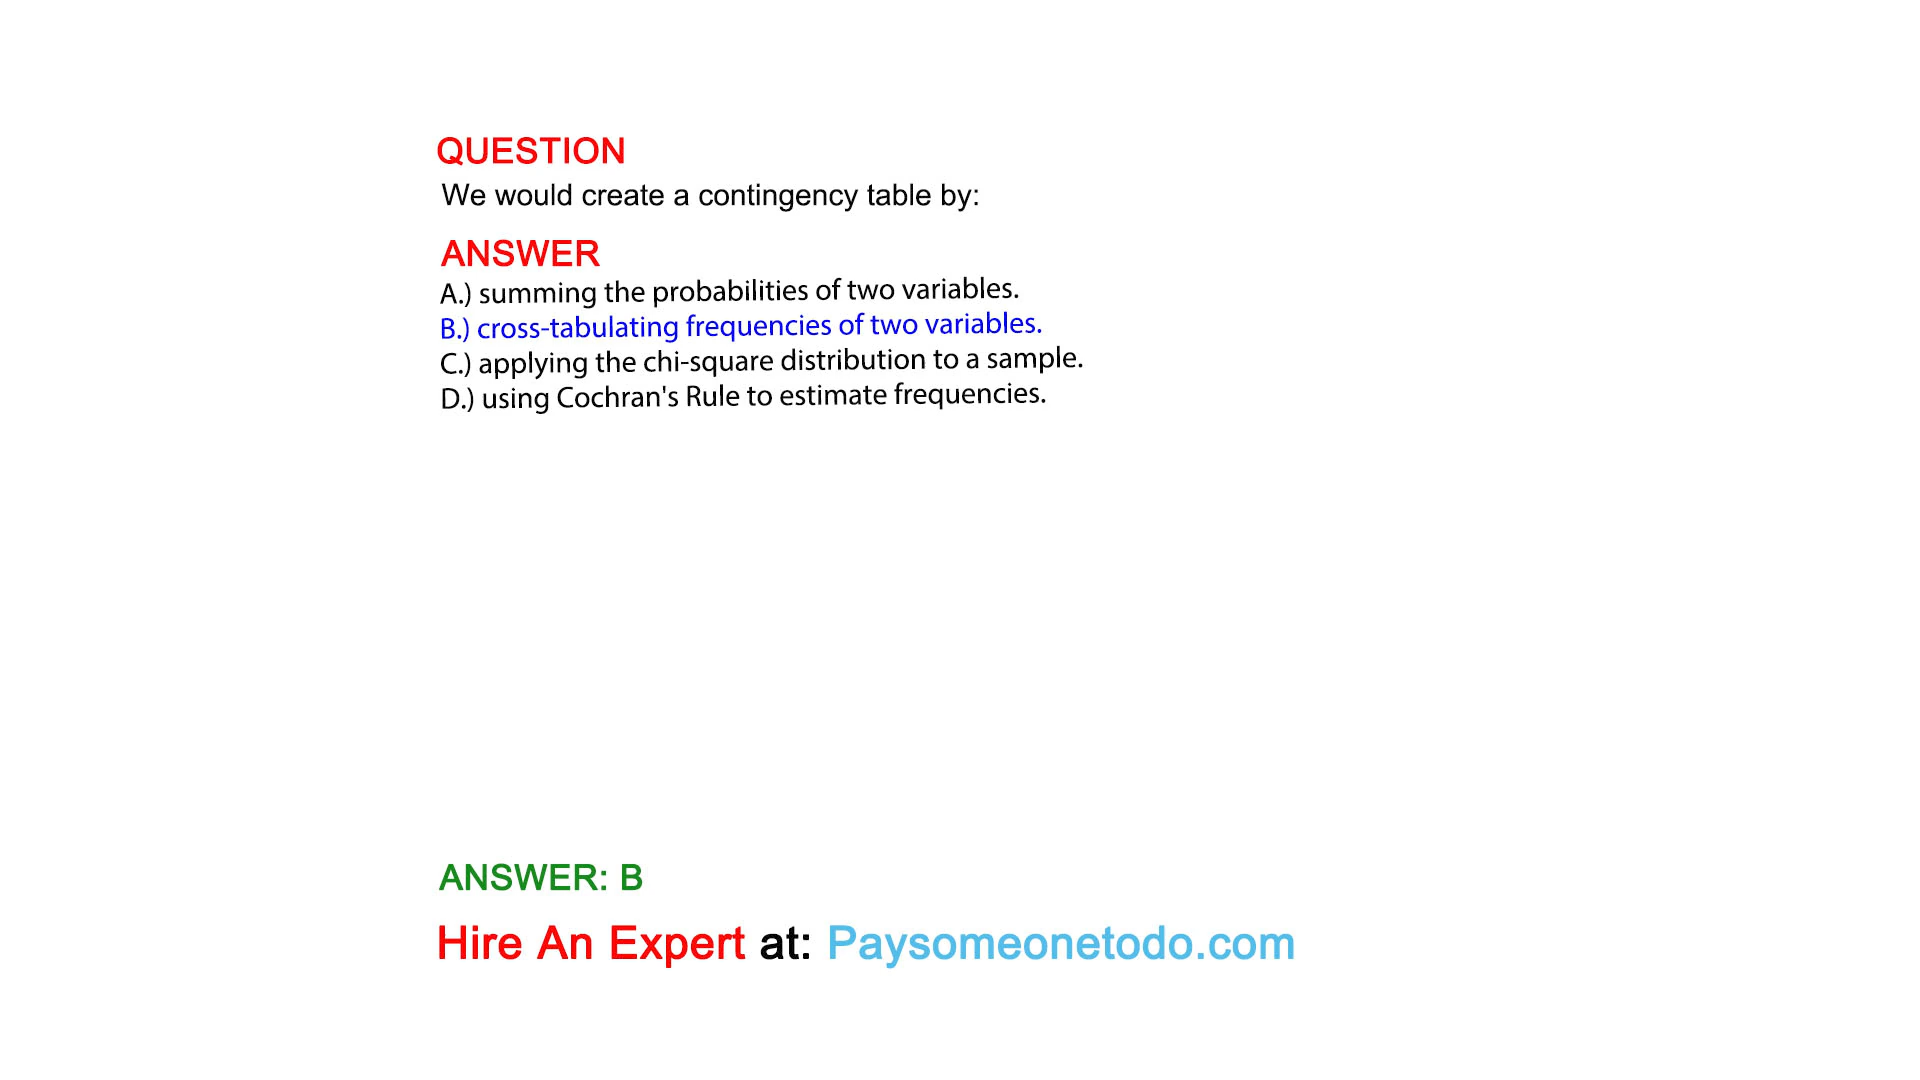 QUESTION
We would create a contingency table by:
ANSWER
A.) summing the probabilities of two variables.
B.) cross-tabulating frequencies of two variables.
C.) applying the chi-square distribution to a sample.
D.) using Cochran's Rule to estimate frequencies.
ANSWER: B
Hire An Expert at: Paysomeonetodo.com